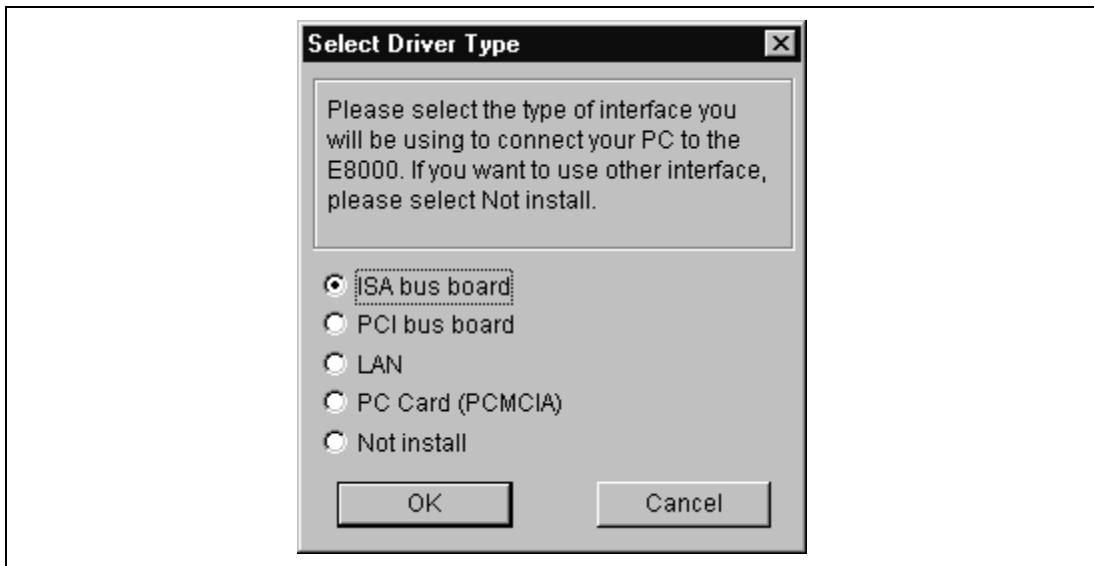 Select Driver Type
Please select the type of interface you
will be using to connect your PC to the
E8000. If you want to use other interface,
please select Not install.
ISA bus board
PCI bus board
LAN
PC Card (PCMCIA)
Not install
OK
Cancel